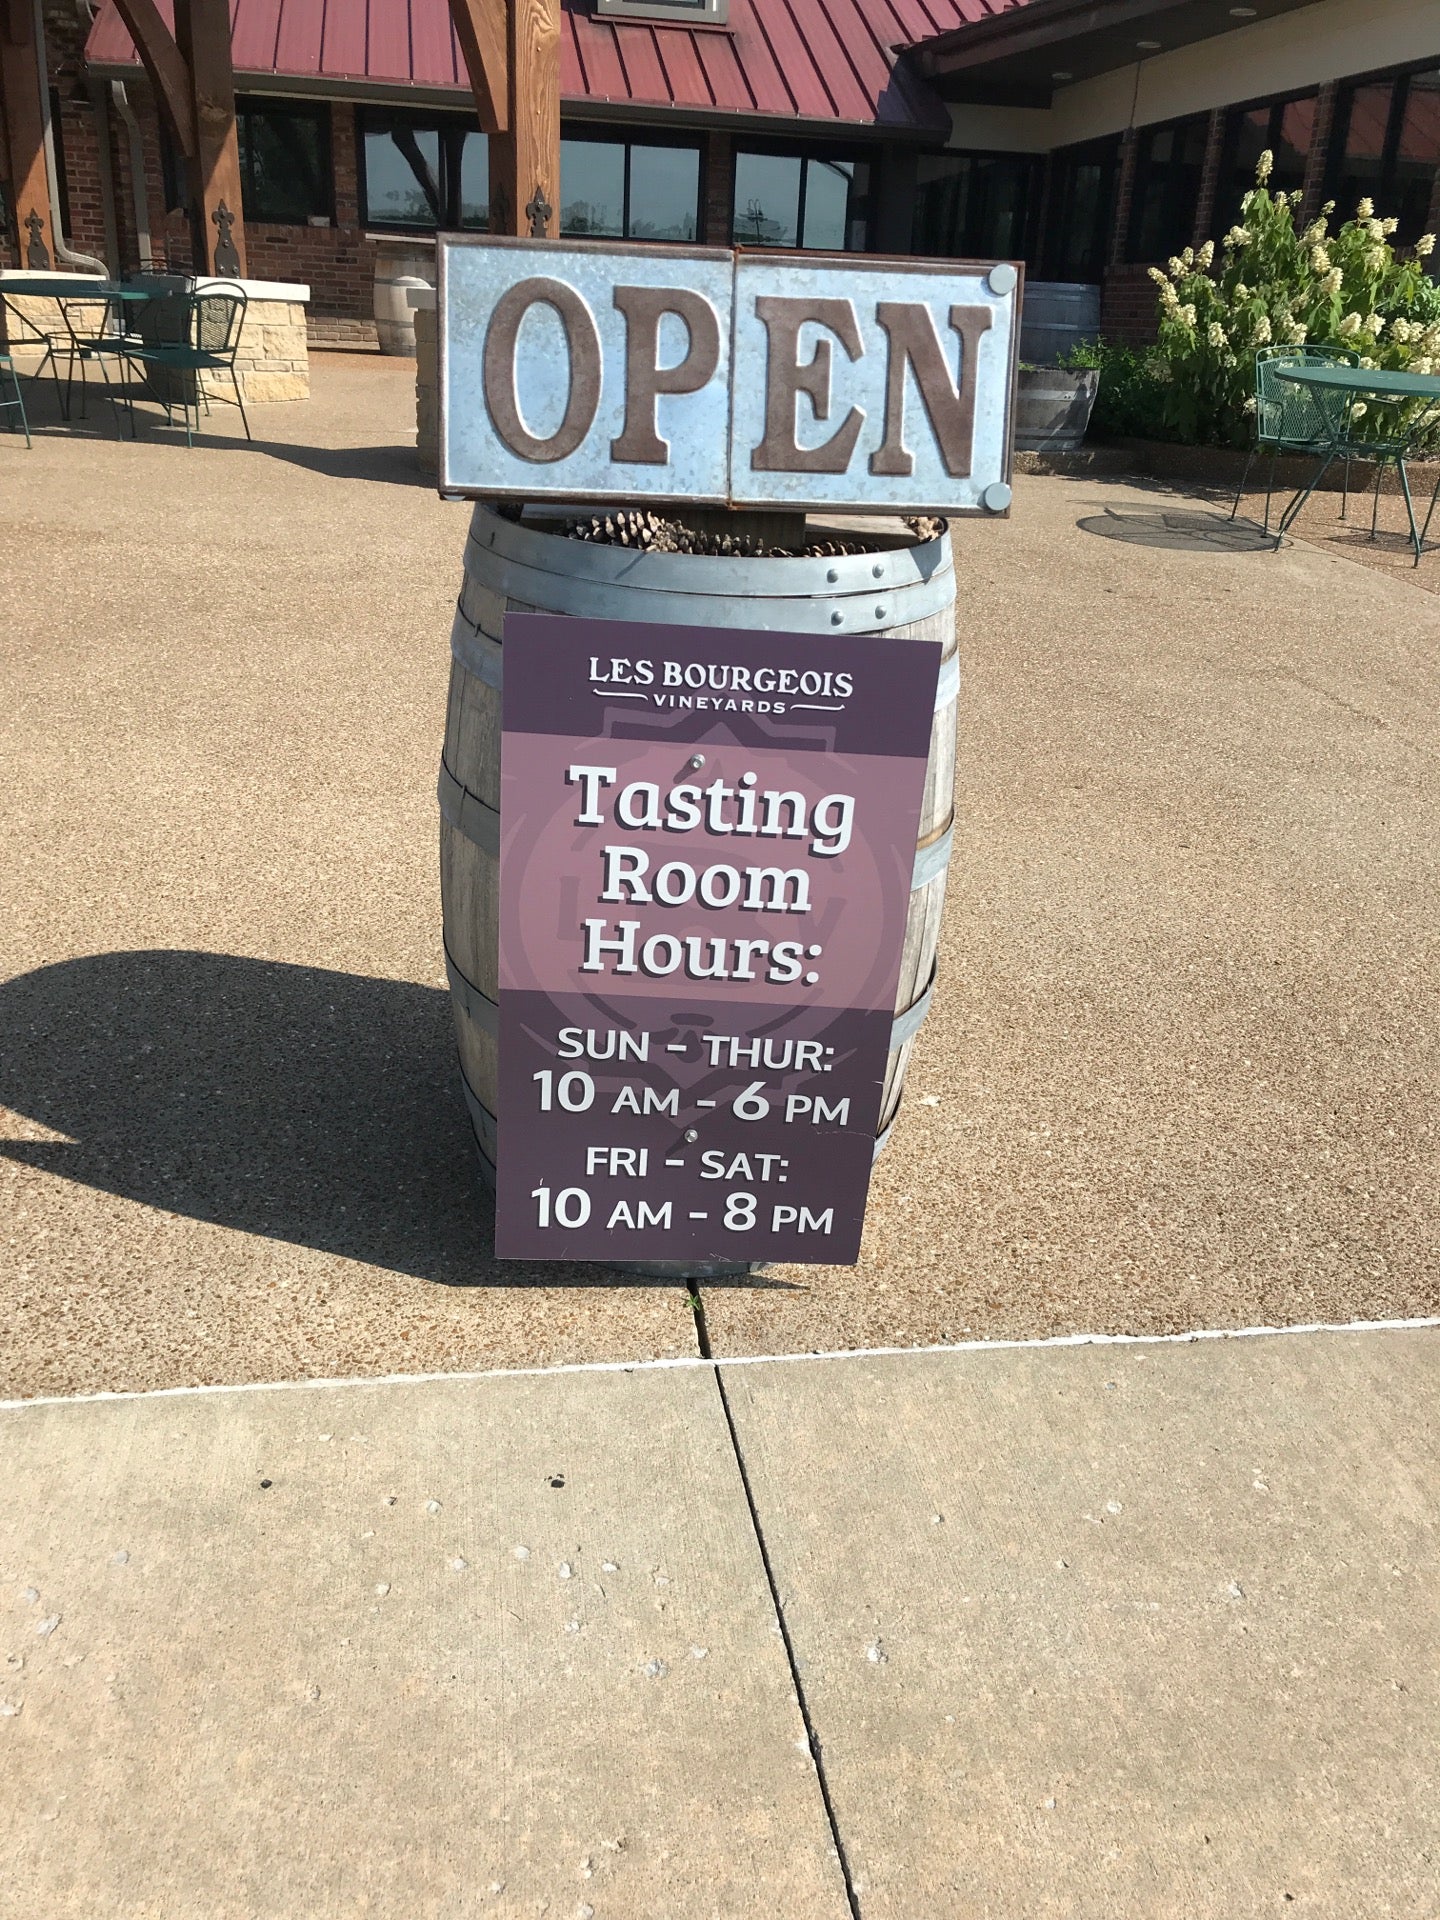 OPEN
LES BOURGEOIS
VINEYARDS
Tasting
Room
Hours:
SUN - THUR:
10 AM - 6 PM
FRI - SAT:
10 AM - 8 PM